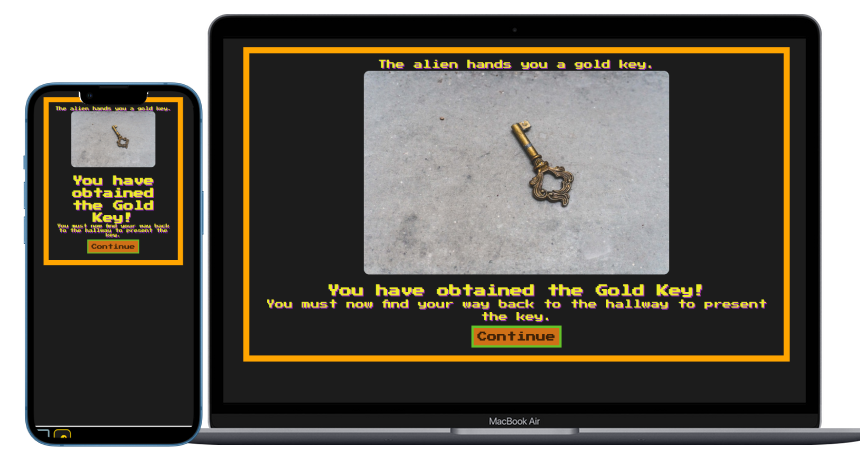 The alien hands you a gold key.
You have
obtained
the Gold
Key!
You must now find your way back
to the hallway to present the
key.
Continue
The alien hands you a gold key.
You have obtained the Gold Key!
You must now find your way back to the hallway to present
the key.
Continue
MacBook Air